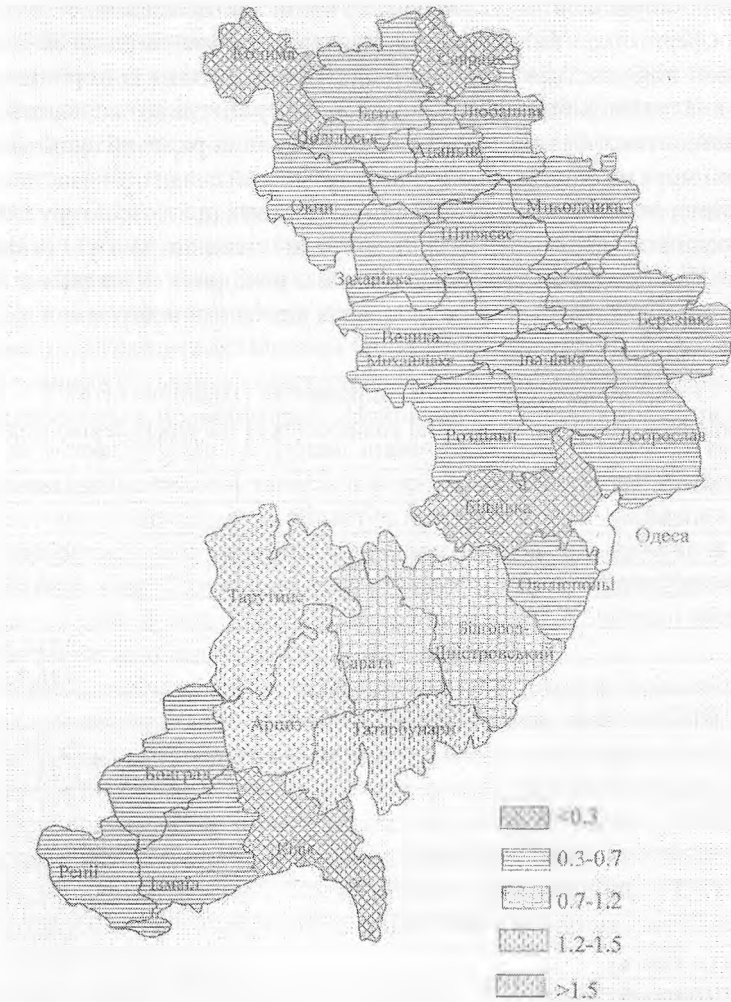 Кодима
Саврань
Балта
Любашівка
Подільськ
Ананьїв
Окни
Миколаївка
Ширяєве
Захарівка
Березівка
Велика
Михайлівка
Іванівка
Роздільна
Доброслав
Біляївка
Одеса
Овідіополь
Тарутине
Білгород-
Дністровський
Сарата
Арциз
Татарбунари
Болград
Кілія
Рені
Ізмаїл
<0.3
0.3-0.7
0.7-1.2
1.2-1.5
>1.5